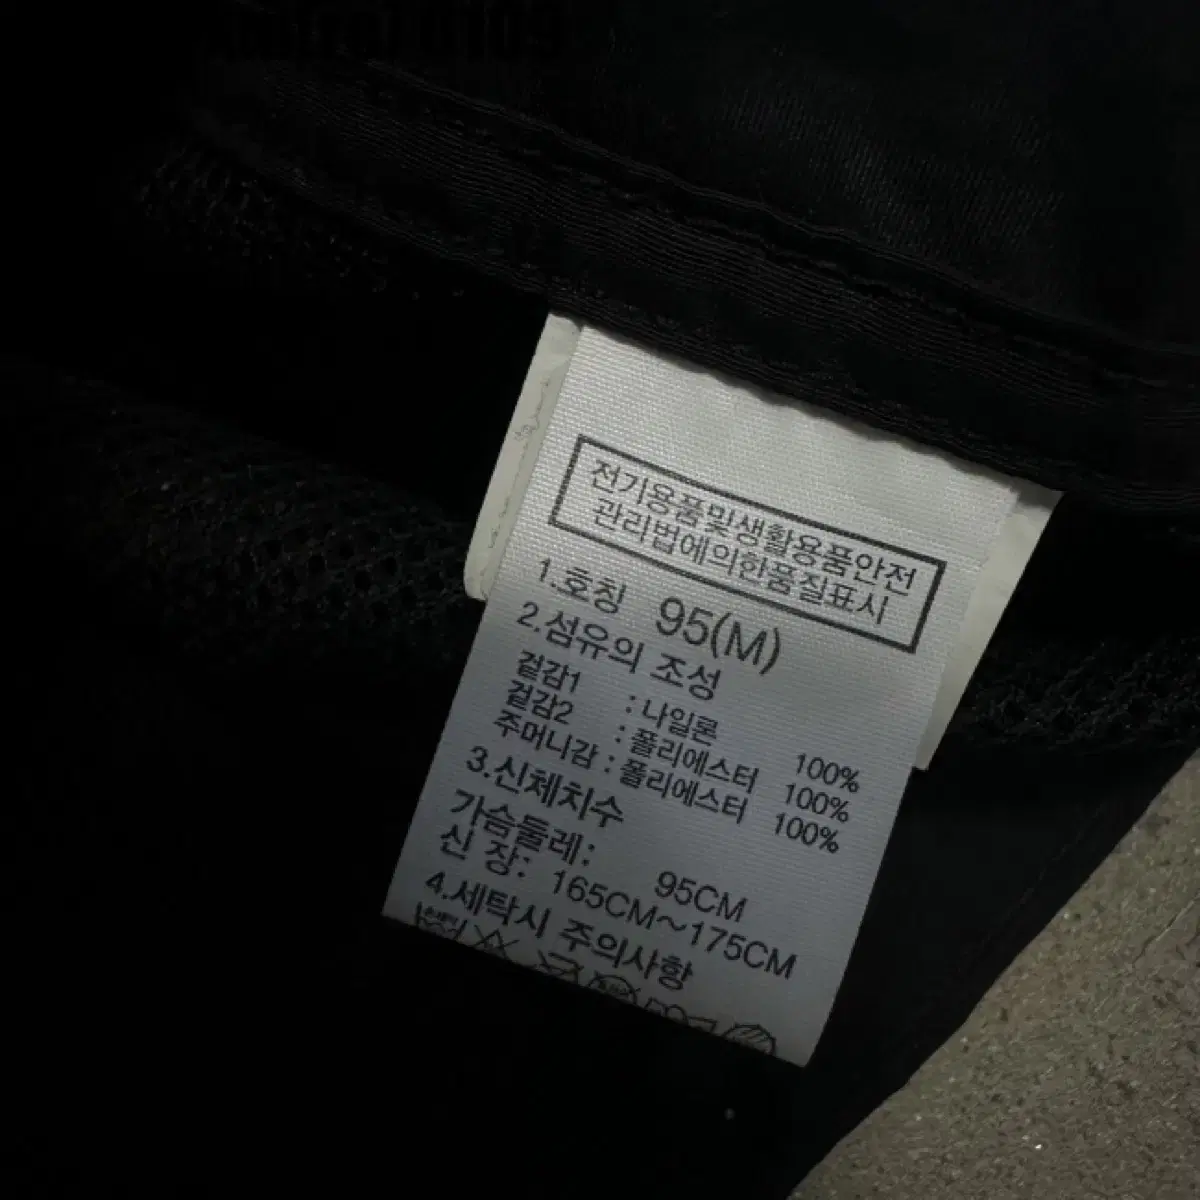 전기용품및생활용품안전
관리법에의한품질표시
1.호칭 95(M)
2.섬유의 조성
겉감1 : 나일론 100%
겉감2 : 폴리에스터 100%
주머니감 : 폴리에스터 100%
3.신체치수
가슴둘레: 95CM
신 장: 165CM~175CM
4.세탁시 주의사항
손세탁